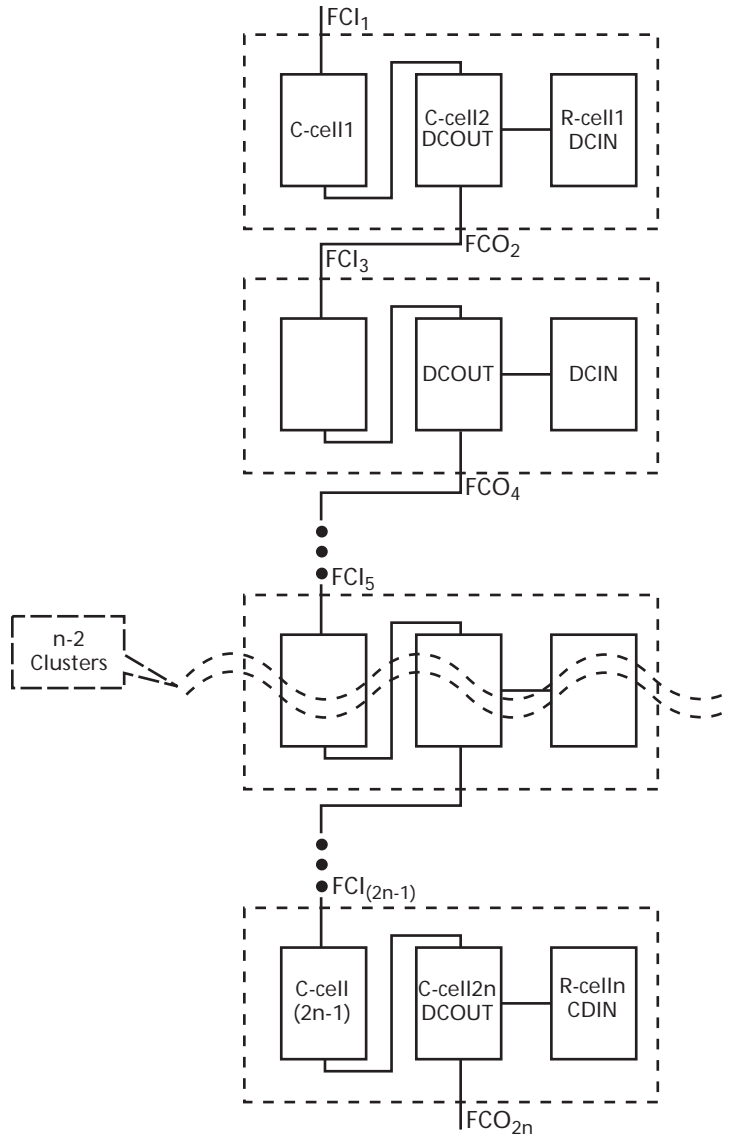 FCI₁
C-cell1
C-cell2
DCOUT
R-cell1
DCIN
FCO₂
FCI₃
DCOUT
DCIN
FCO₄
FCI₅
n-2
Clusters
FCI₍₂ₙ₋₁₎
C-cell
(2n-1)
C-cell2n
DCOUT
R-celln
CDIN
FCO₂ₙ